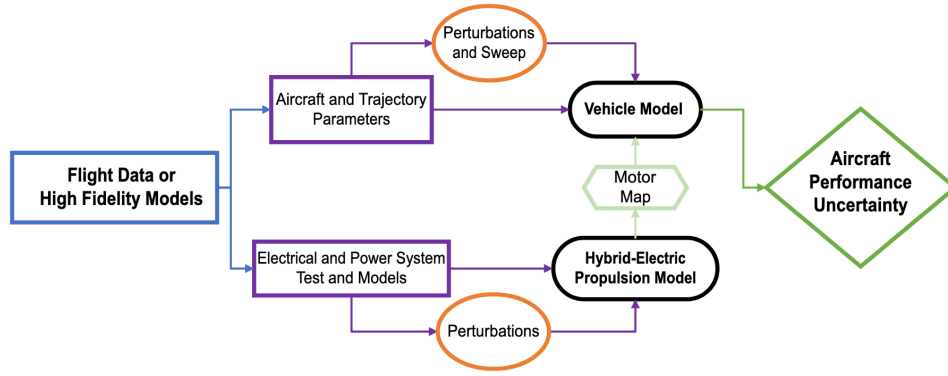 Perturbations
and Sweep
Aircraft and Trajectory
Parameters
Vehicle Model
Flight Data or
High Fidelity Models
Motor
Map
Aircraft
Performance
Uncertainty
Electrical and Power System
Test and Models
Hybrid-Electric
Propulsion Model
Perturbations